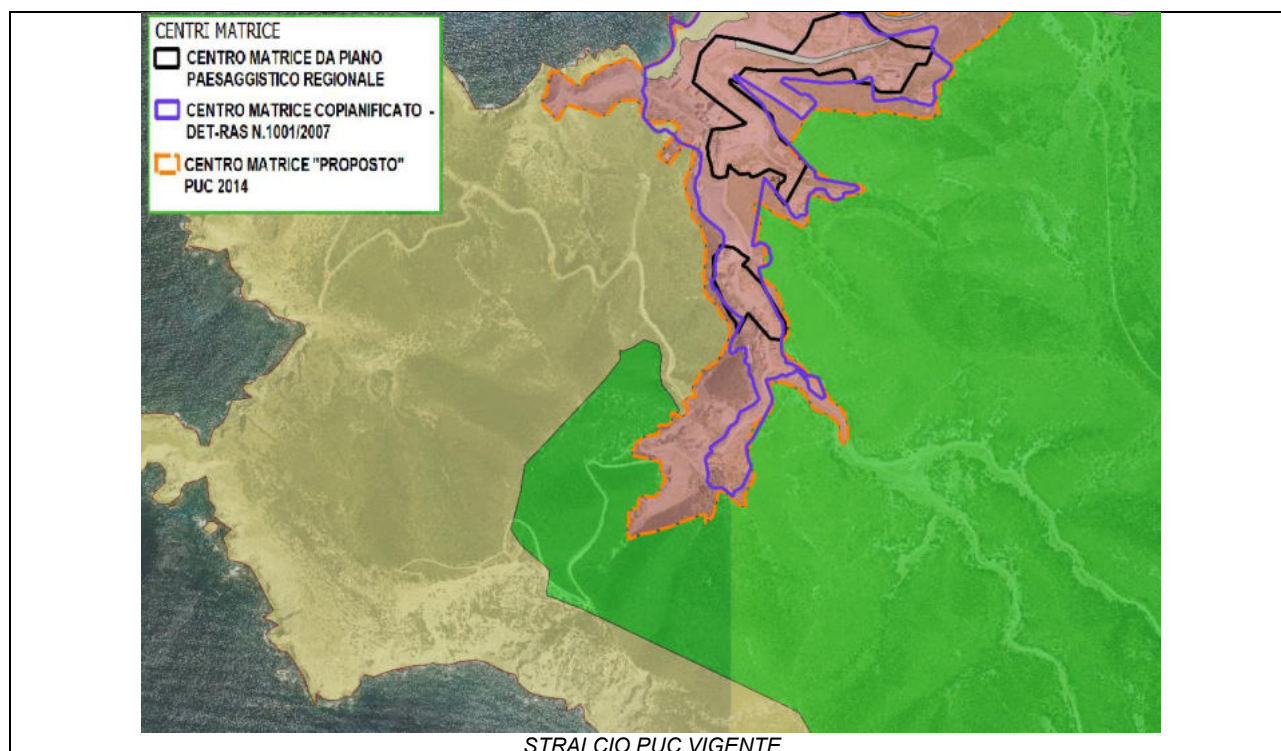 CENTRI MATRICE
CENTRO MATRICE DA PIANO
PAESAGGISTICO REGIONALE
CENTRO MATRICE COPIANIFICATO -
DET-RAS N.1001/2007
CENTRO MATRICE "PROPOSTO"
PUC 2014
STRALCIO PUC VIGENTE